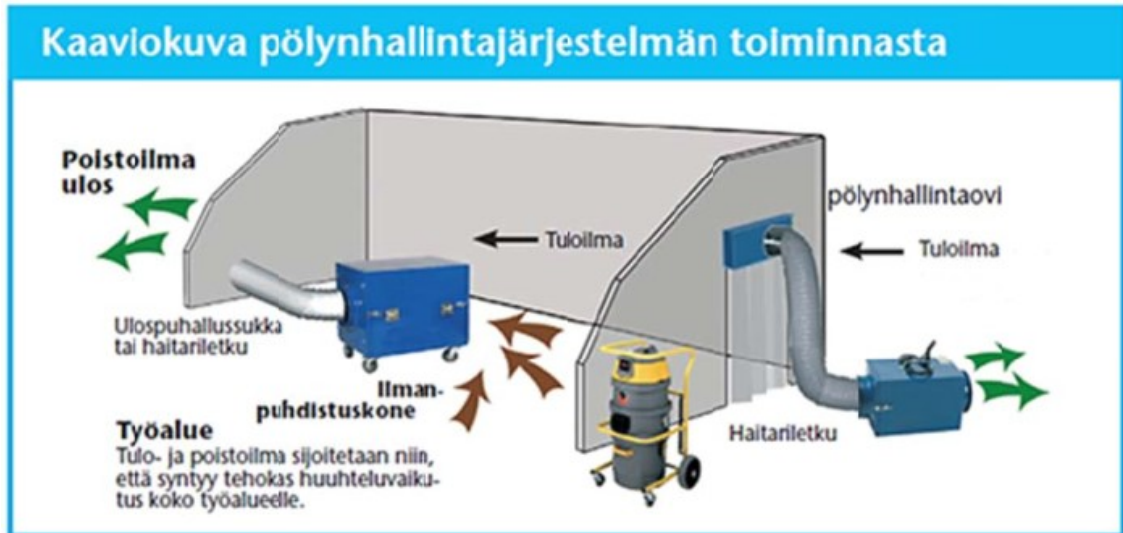 Kaaviokuva pölynhallintajärjestelmän toiminnasta
Poistoilma
ulos
pölynhallintaovi
Tuloilma
Tuloilma
Ulospuhallussukka
tai haitariletku
Ilman-
puhdistuskone
Työalue
Tulo- ja poistoilma sijoitetaan niin,
että syntyy tehokas huuhteluvaiku-
tus koko työalueelle.
Haitariletku